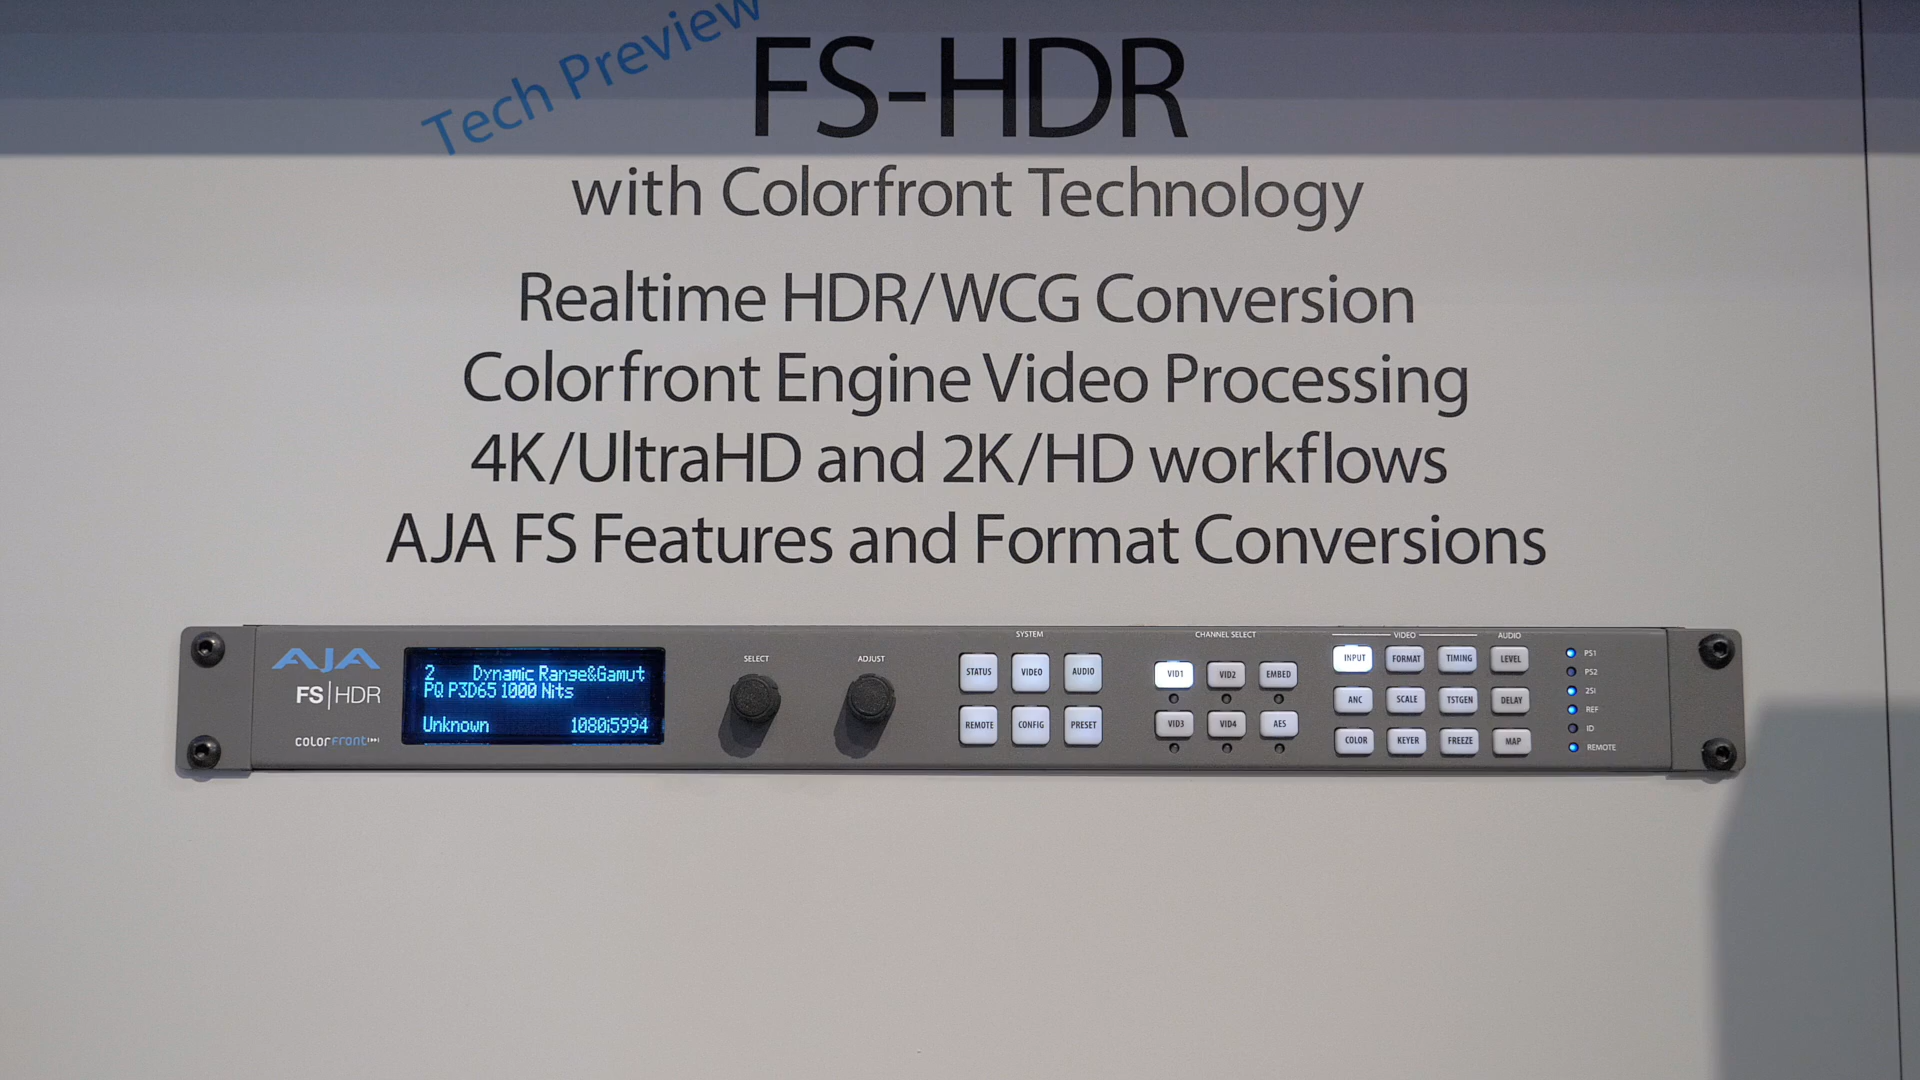 Tech Preview
FS-HDR
with Colorfront Technology
Realtime HDR/WCG Conversion
Colorfront Engine Video Processing
4K/UltraHD and 2K/HD workflows
AJA FS Features and Format Conversions
AJA
FS|HDR
colorfront
2 Dynamic Range&Gamut
PQ P3D65 1000 Nits
Unknown 1080i5994
SELECT
ADJUST
SYSTEM
STATUS VIDEO AUDIO
REMOTE CONFIG PRESET
CHANNEL SELECT
VID1 VID2 EMBED
VID3 VID4 AES
VIDEO AUDIO
INPUT FORMAT TIMING LEVEL
ANC SCALE TSTGEN DELAY
COLOR KEYER FREEZE MAP
PS1
PS2
2SI
REF
ID
REMOTE